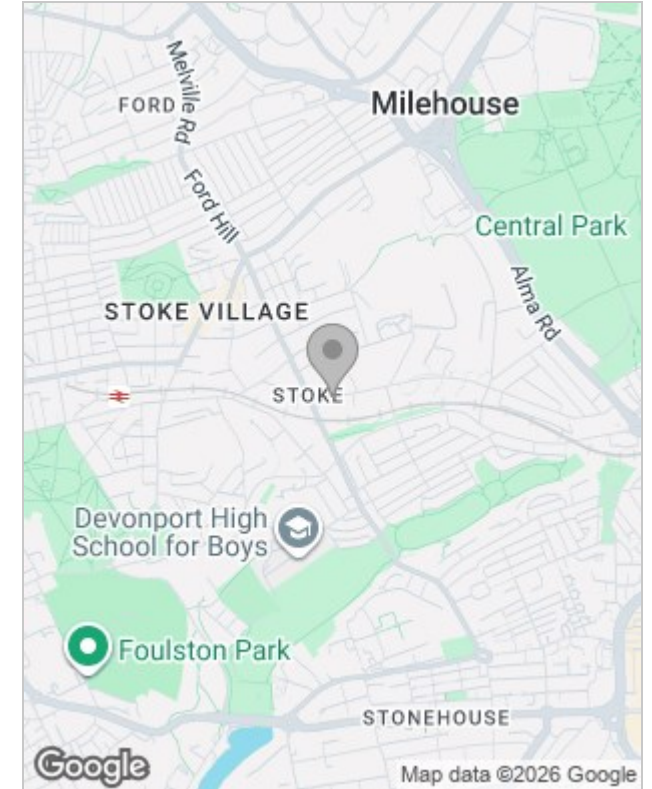 Melville Rd
FORD
Milehouse
Ford Hill
Central Park
Alma Rd
STOKE VILLAGE
STOKE
Devonport High
School for Boys
Foulston Park
STONEHOUSE
Google
Map data ©2026 Google